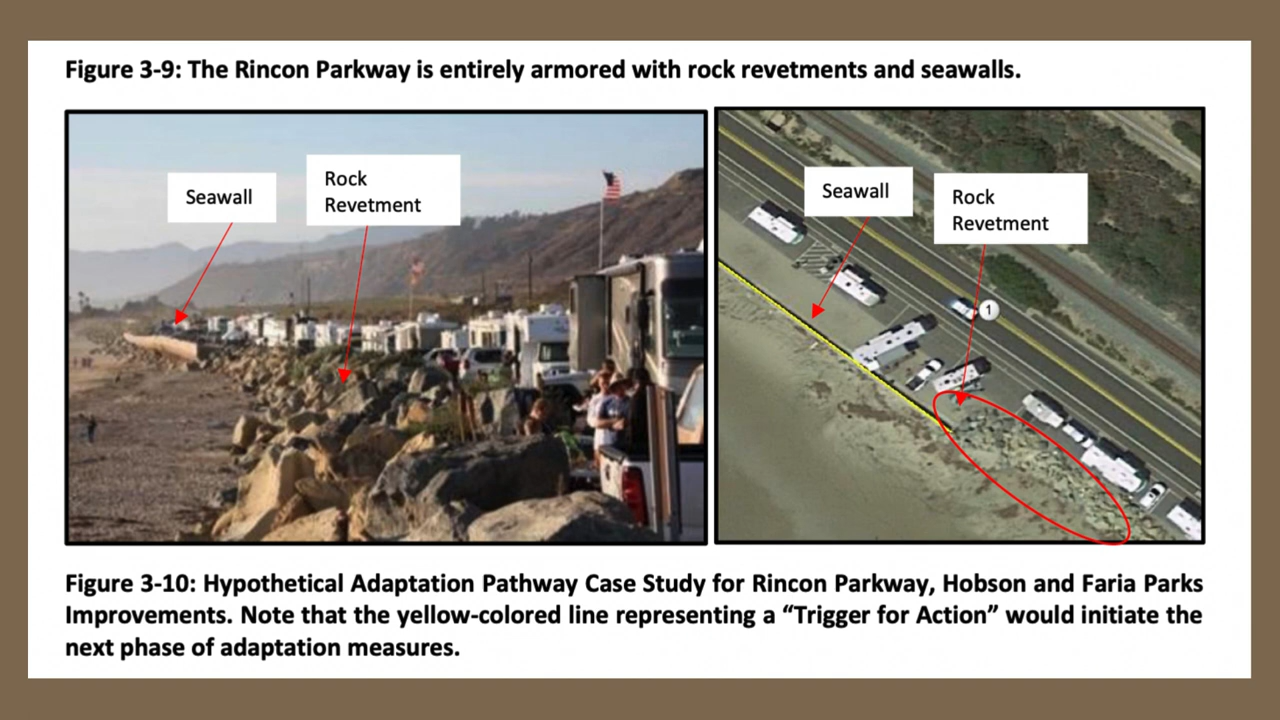 Figure 3-9: The Rincon Parkway is entirely armored with rock revetments and seawalls.
Seawall
Rock
Revetment
Seawall
Rock
Revetment
1
Figure 3-10: Hypothetical Adaptation Pathway Case Study for Rincon Parkway, Hobson and Faria Parks
Improvements. Note that the yellow-colored line representing a “Trigger for Action” would initiate the
next phase of adaptation measures.